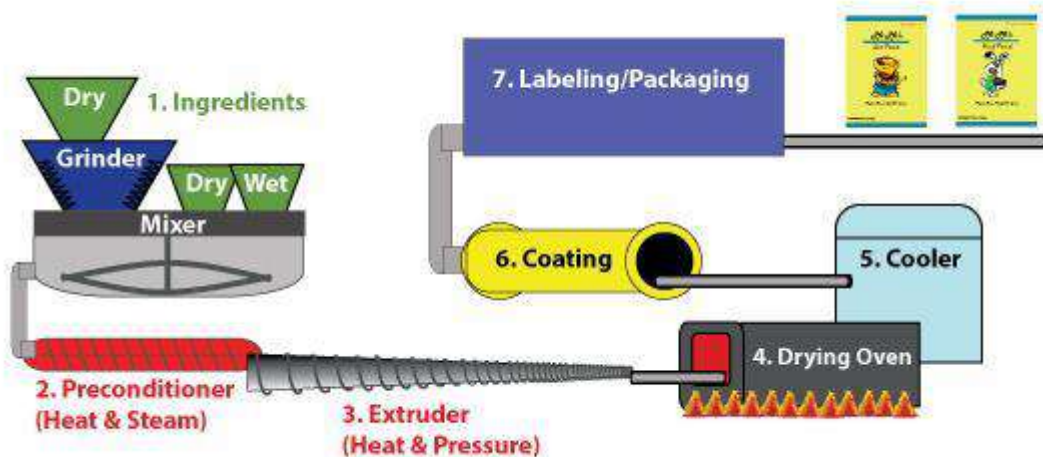 Dry
1. Ingredients
Grinder
Dry
Wet
Mixer
2. Preconditioner
(Heat & Steam)
3. Extruder
(Heat & Pressure)
4. Drying Oven
5. Cooler
6. Coating
7. Labeling/Packaging